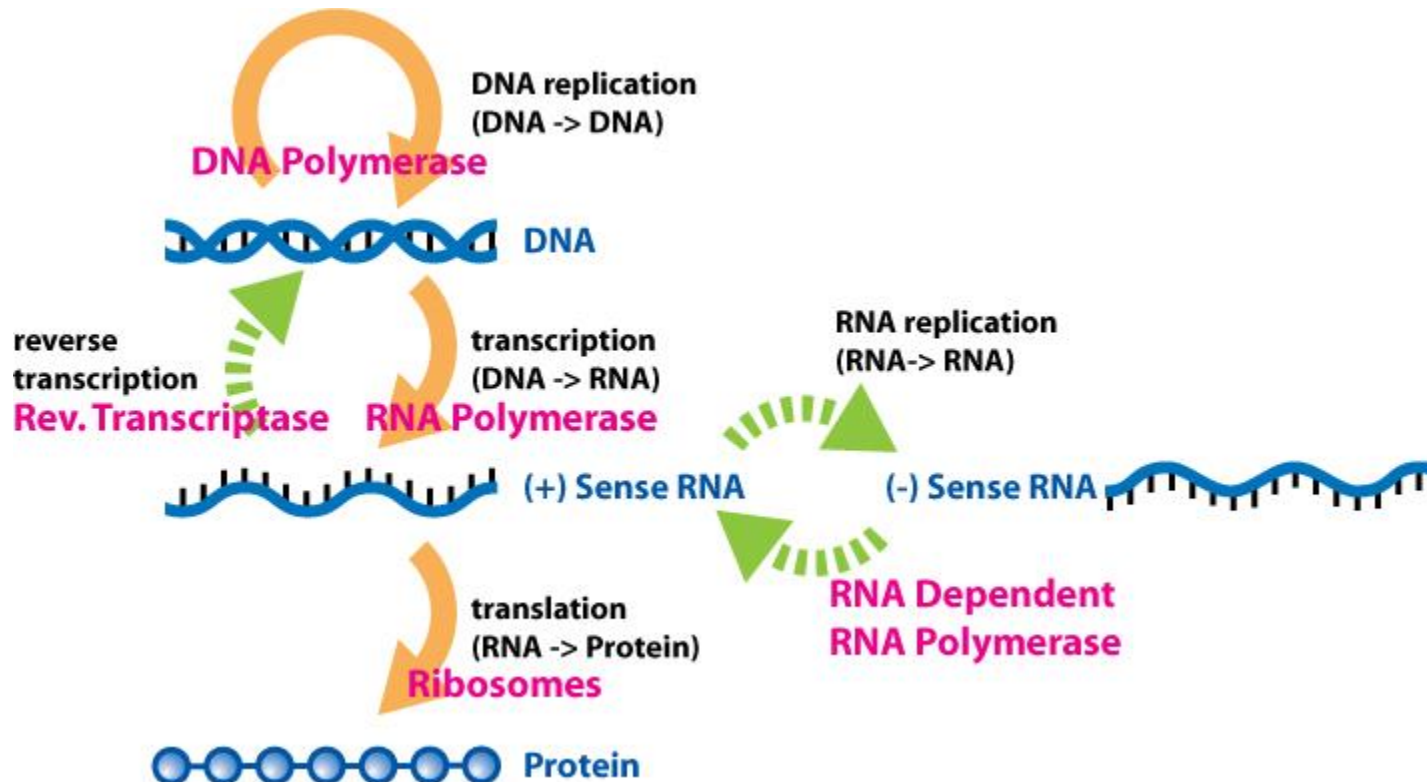 DNA replication
(DNA -> DNA)
DNA Polymerase
DNA
reverse
transcription
Rev. Transcriptase
transcription
(DNA -> RNA)
RNA Polymerase
RNA replication
(RNA-> RNA)
(+) Sense RNA
(-) Sense RNA
RNA Dependent
RNA Polymerase
translation
(RNA -> Protein)
Ribosomes
Protein